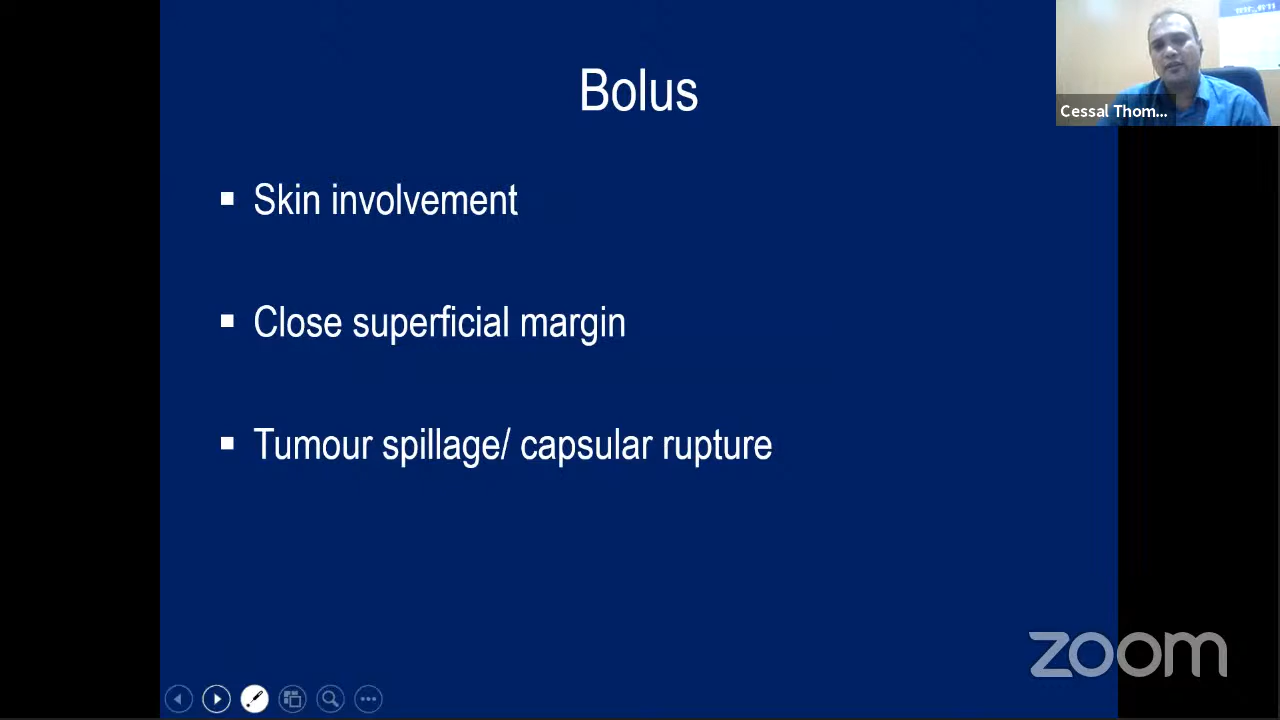 Bolus
Cessal Thom...
▪ Skin involvement
▪ Close superficial margin
▪ Tumour spillage/ capsular rupture
zoom